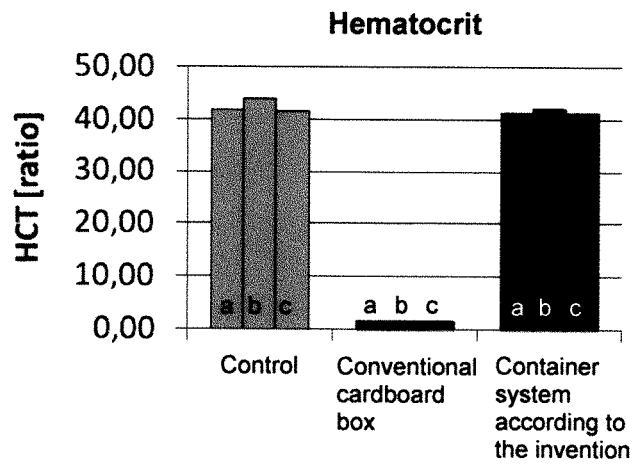 Hematocrit
HCT [ratio]
50,00
40,00
30,00
20,00
10,00
0,00
a b c
a b c
a b c
Control
Conventional
cardboard
box
Container
system
according to
the invention